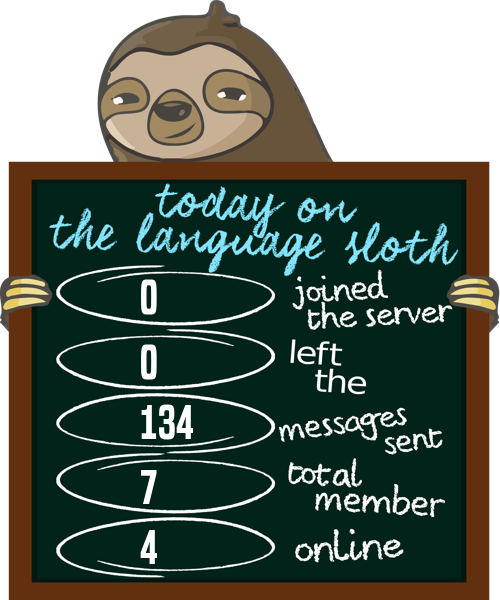 today on
the language sloth
0 joined
the server
0 left
the
134 messages
sent
7 total
member
4 online